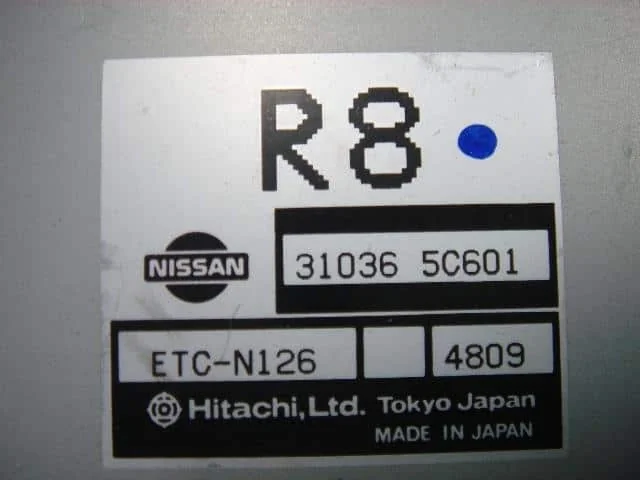 R8
NISSAN
31036 5C601
ETC-N126 4809
Hitachi, Ltd. Tokyo Japan
MADE IN JAPAN